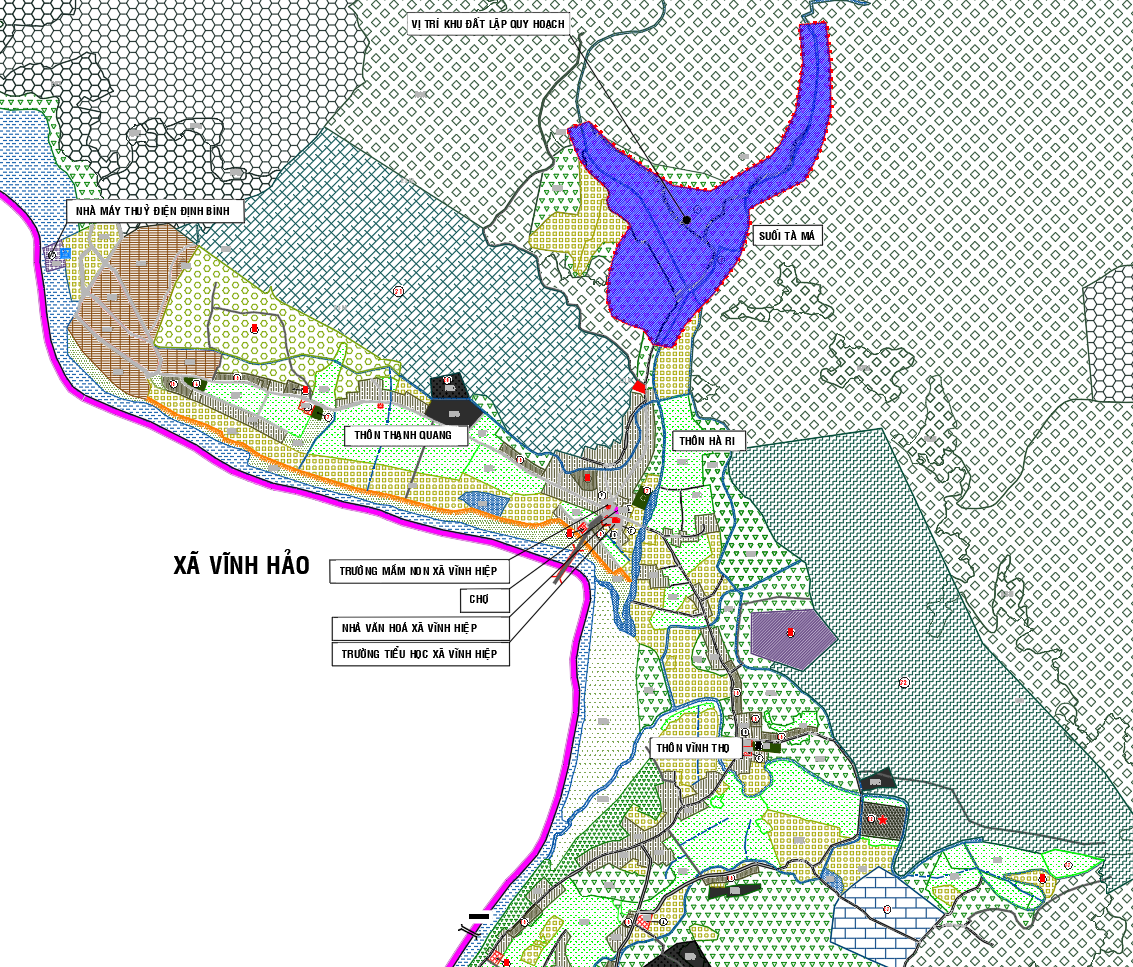 VỊ TRÍ KHU ĐẤT LẬP QUY HOẠCH
NHÀ MÁY THUỶ ĐIỆN ĐỊNH BÌNH
SUỐI TÀ MÁ
THÔN THẠNH QUANG
THÔN HÀ RI
XÃ VĨNH HẢO
TRƯỜNG MẦM NON XÃ VĨNH HIỆP
CHỢ
NHÀ VĂN HOÁ XÃ VĨNH HIỆP
TRƯỜNG TIỂU HỌC XÃ VĨNH HIỆP
THÔN VĨNH THỌ